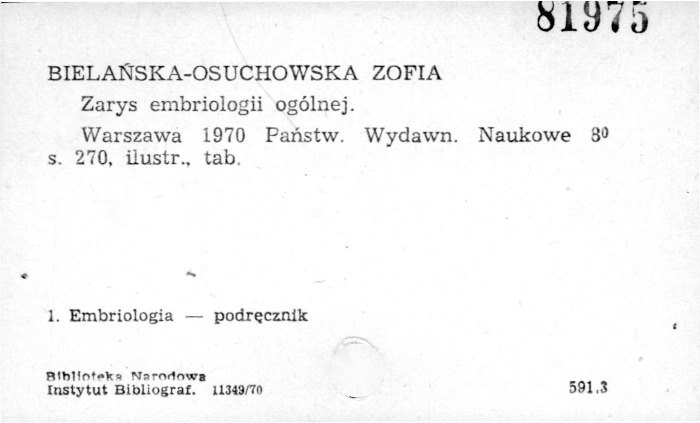 81975
BIELAŃSKA-OSUCHOWSKA ZOFIA
Zarys embriologii ogólnej.
Warszawa 1970 Państw. Wydawn. Naukowe 8⁰
s. 270, ilustr., tab.
1. Embriologia — podręcznik
Biblioteka Narodowa
Instytut Bibliograf. 11349/70
591.3